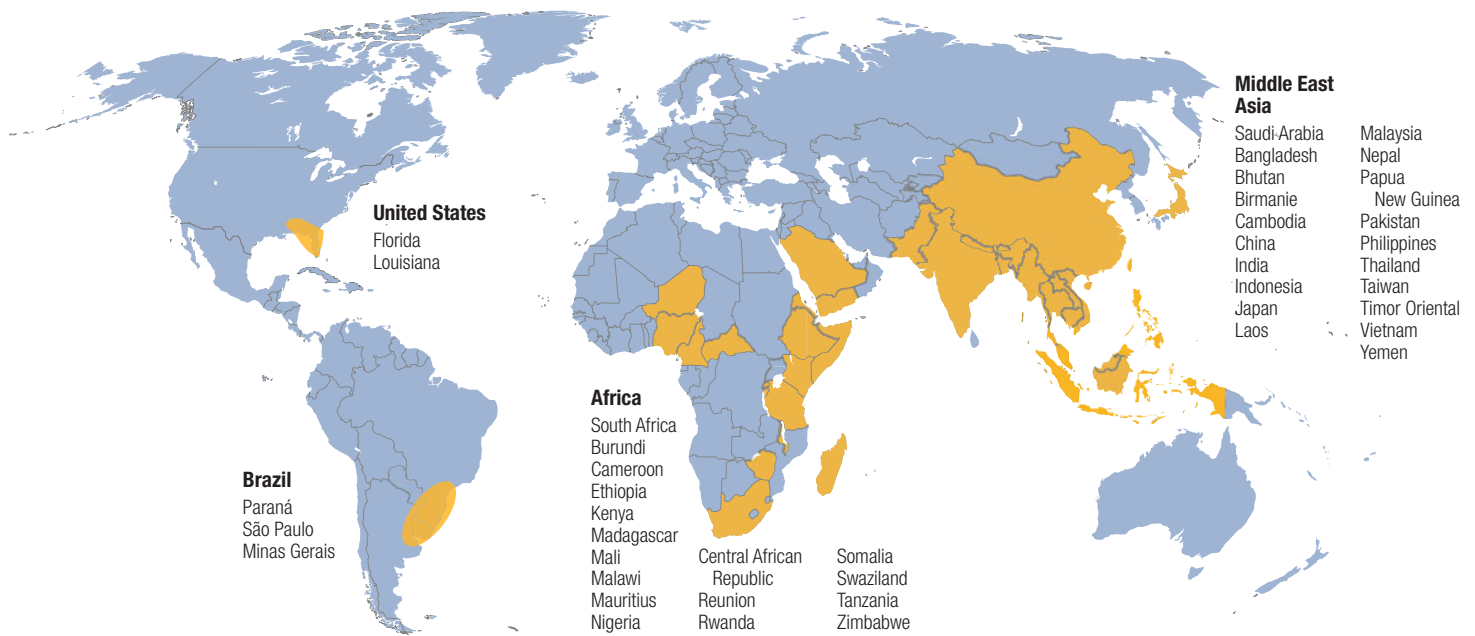 United States
Florida
Louisiana
Brazil
Paraná
São Paulo
Minas Gerais
Africa
South Africa
Burundi
Cameroon
Ethiopia
Kenya
Madagascar
Mali
Malawi
Mauritius
Nigeria
Central African
Republic
Reunion
Rwanda
Somalia
Swaziland
Tanzania
Zimbabwe
Middle East
Asia
Saudi Arabia
Bangladesh
Bhutan
Birmanie
Cambodia
China
India
Indonesia
Japan
Laos
Malaysia
Nepal
Papua
New Guinea
Pakistan
Philippines
Thailand
Taiwan
Timor Oriental
Vietnam
Yemen